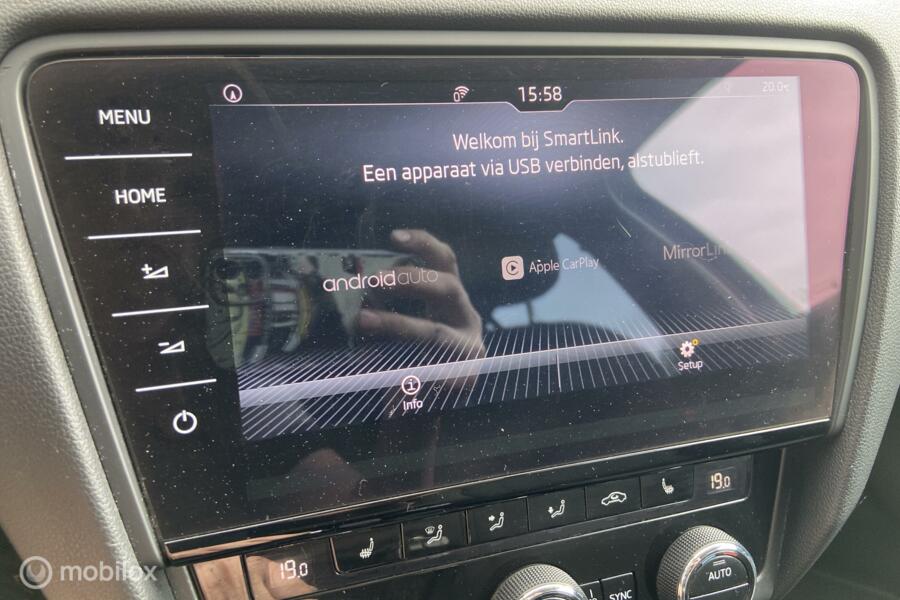 15:58
20.0°C
MENU
HOME
Welkom bij SmartLink.
Een apparaat via USB verbinden, alstublieft.
androidauto
Apple CarPlay
MirrorLin
Info
Setup
19.0
19.0
AUTO
SYNC
mobilox